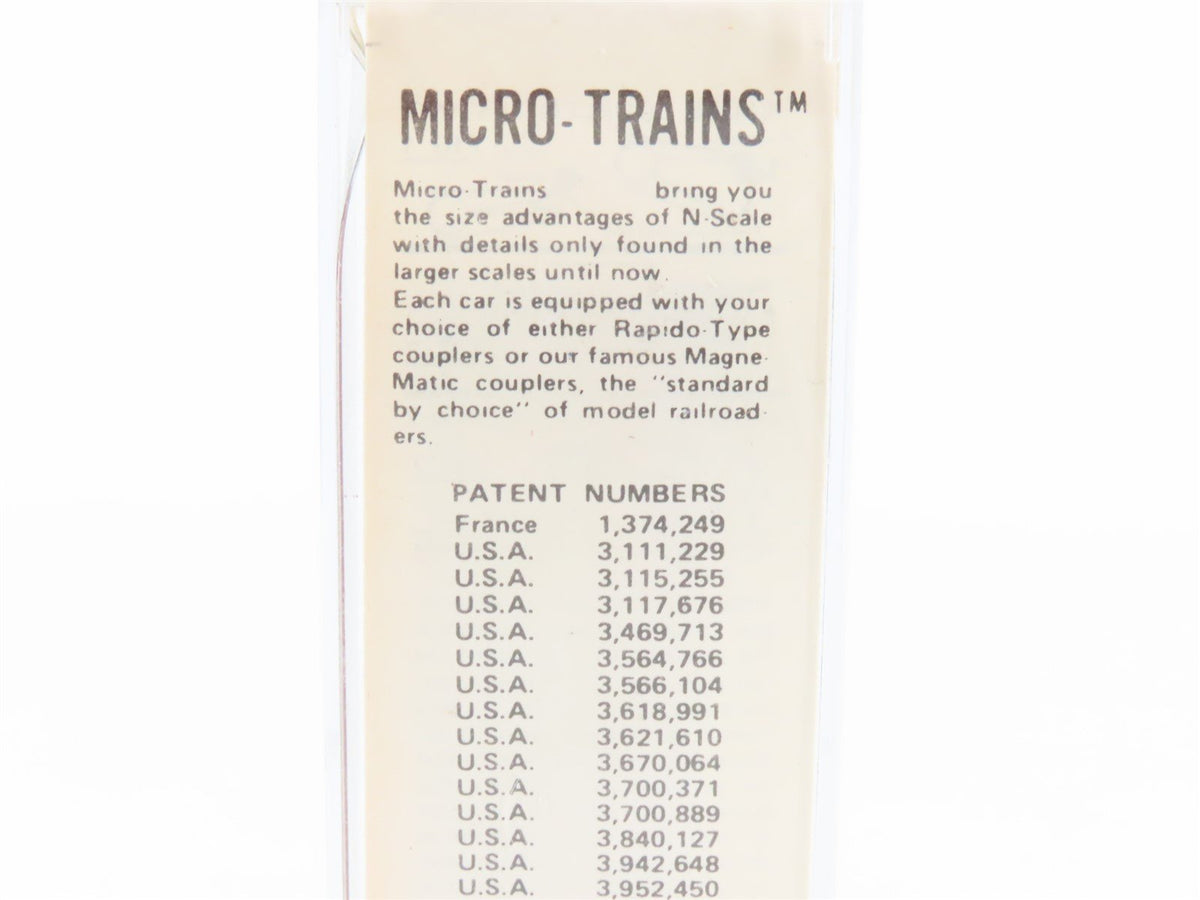 MICRO-TRAINS™
Micro-Trains bring you
the size advantages of N-Scale
with details only found in the
larger scales until now.
Each car is equipped with your
choice of either Rapido-Type
couplers or our famous Magne-
Matic couplers, the "standard
by choice" of model railroad-
ers.
PATENT NUMBERS
France 1,374,249
U.S.A. 3,111,229
U.S.A. 3,115,255
U.S.A. 3,117,676
U.S.A. 3,469,713
U.S.A. 3,564,766
U.S.A. 3,566,104
U.S.A. 3,618,991
U.S.A. 3,621,610
U.S.A. 3,670,064
U.S.A. 3,700,371
U.S.A. 3,700,889
U.S.A. 3,840,127
U.S.A. 3,942,648
U.S.A. 3,952,450